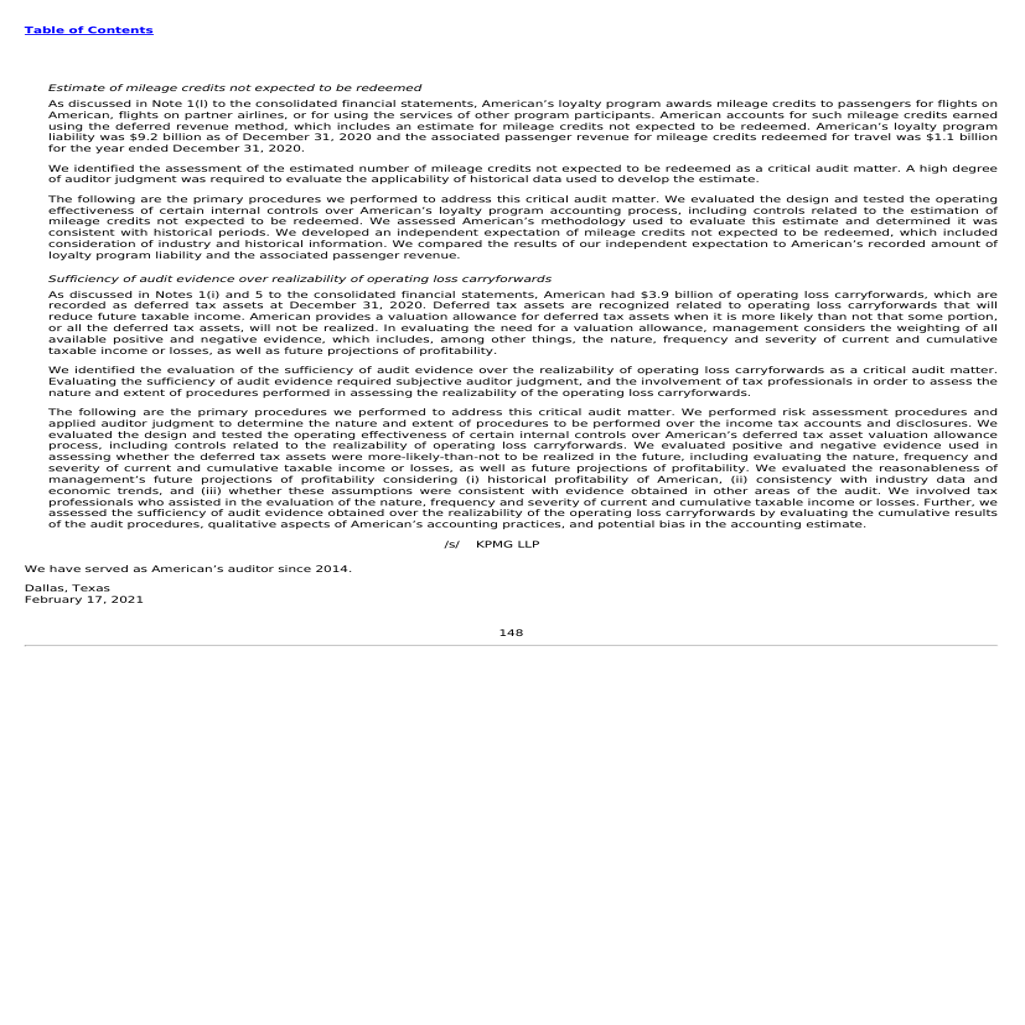 Table of Contents
Estimate of mileage credits not expected to be redeemed
As discussed in Note 1(l) to the consolidated financial statements, American’s loyalty program awards mileage credits to passengers for flights on
American, flights on partner airlines, or for using the services of other program participants. American accounts for such mileage credits earned
using the deferred revenue method, which includes an estimate for mileage credits not expected to be redeemed. American’s loyalty program
liability was $9.2 billion as of December 31, 2020 and the associated passenger revenue for mileage credits redeemed for travel was $1.1 billion
for the year ended December 31, 2020.
We identified the assessment of the estimated number of mileage credits not expected to be redeemed as a critical audit matter. A high degree
of auditor judgment was required to evaluate the applicability of historical data used to develop the estimate.
The following are the primary procedures we performed to address this critical audit matter. We evaluated the design and tested the operating
effectiveness of certain internal controls over American’s loyalty program accounting process, including controls related to the estimation of
mileage credits not expected to be redeemed. We assessed American’s methodology used to evaluate this estimate and determined it was
consistent with historical periods. We developed an independent expectation of mileage credits not expected to be redeemed, which included
consideration of industry and historical information. We compared the results of our independent expectation to American’s recorded amount of
loyalty program liability and the associated passenger revenue.
Sufficiency of audit evidence over realizability of operating loss carryforwards
As discussed in Notes 1(i) and 5 to the consolidated financial statements, American had $3.9 billion of operating loss carryforwards, which are
recorded as deferred tax assets at December 31, 2020. Deferred tax assets are recognized related to operating loss carryforwards that will
reduce future taxable income. American provides a valuation allowance for deferred tax assets when it is more likely than not that some portion,
or all the deferred tax assets, will not be realized. In evaluating the need for a valuation allowance, management considers the weighting of all
available positive and negative evidence, which includes, among other things, the nature, frequency and severity of current and cumulative
taxable income or losses, as well as future projections of profitability.
We identified the evaluation of the sufficiency of audit evidence over the realizability of operating loss carryforwards as a critical audit matter.
Evaluating the sufficiency of audit evidence required subjective auditor judgment, and the involvement of tax professionals in order to assess the
nature and extent of procedures performed in assessing the realizability of the operating loss carryforwards.
The following are the primary procedures we performed to address this critical audit matter. We performed risk assessment procedures and
applied auditor judgment to determine the nature and extent of procedures to be performed over the income tax accounts and disclosures. We
evaluated the design and tested the operating effectiveness of certain internal controls over American’s deferred tax asset valuation allowance
process, including controls related to the realizability of operating loss carryforwards. We evaluated positive and negative evidence used in
assessing whether the deferred tax assets were more-likely-than-not to be realized in the future, including evaluating the nature, frequency and
severity of current and cumulative taxable income or losses, as well as future projections of profitability. We evaluated the reasonableness of
management’s future projections of profitability considering (i) historical profitability of American, (ii) consistency with industry data and
economic trends, and (iii) whether these assumptions were consistent with evidence obtained in other areas of the audit. We involved tax
professionals who assisted in the evaluation of the nature, frequency and severity of current and cumulative taxable income or losses. Further, we
assessed the sufficiency of audit evidence obtained over the realizability of the operating loss carryforwards by evaluating the cumulative results
of the audit procedures, qualitative aspects of American’s accounting practices, and potential bias in the accounting estimate.
/s/ KPMG LLP
We have served as American’s auditor since 2014.
Dallas, Texas
February 17, 2021
148